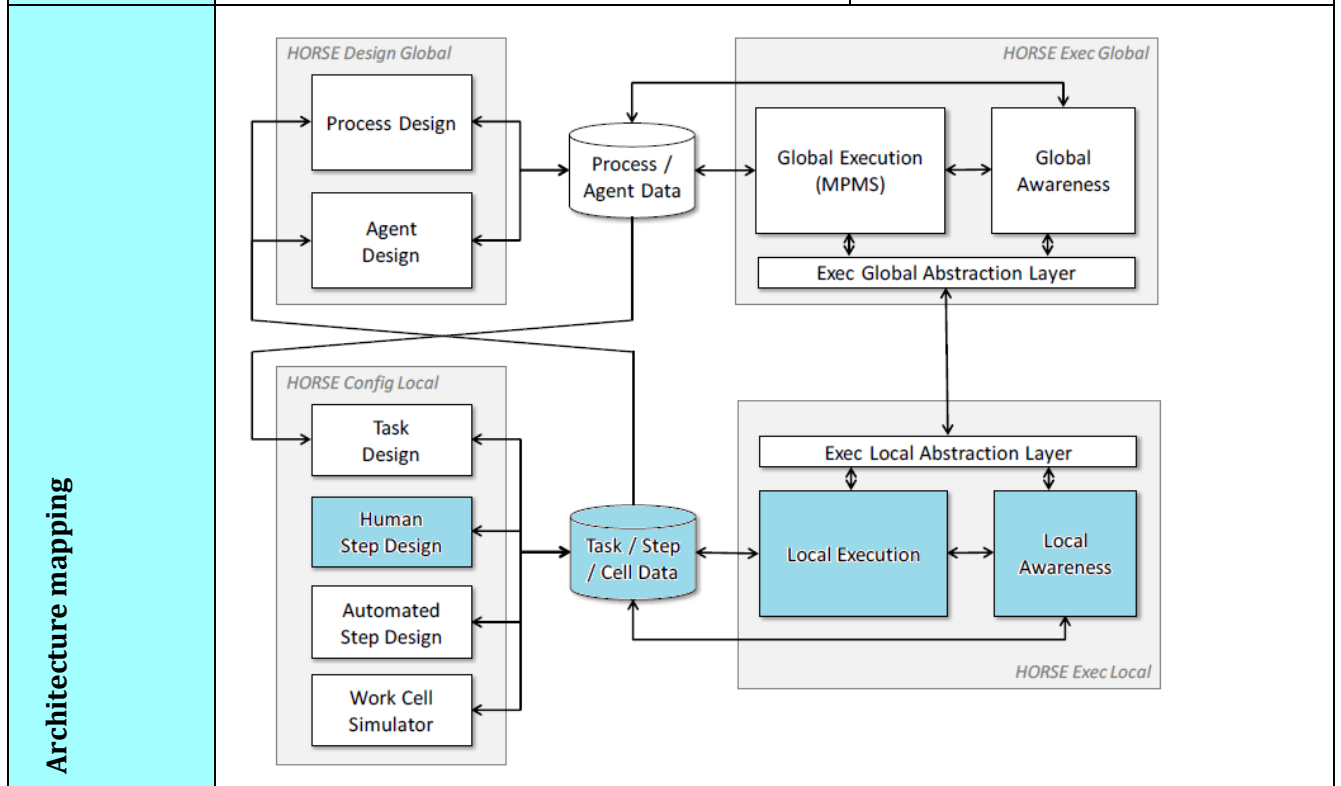 HORSE Design Global
Process Design
Agent
Design
Process /
Agent Data
HORSE Exec Global
Global Execution
(MPMS)
Global
Awareness
Exec Global Abstraction Layer
HORSE Config Local
Task
Design
Human
Step Design
Automated
Step Design
Work Cell
Simulator
Task / Step
/ Cell Data
Exec Local Abstraction Layer
Local Execution
Local
Awareness
HORSE Exec Local
Architecture mapping